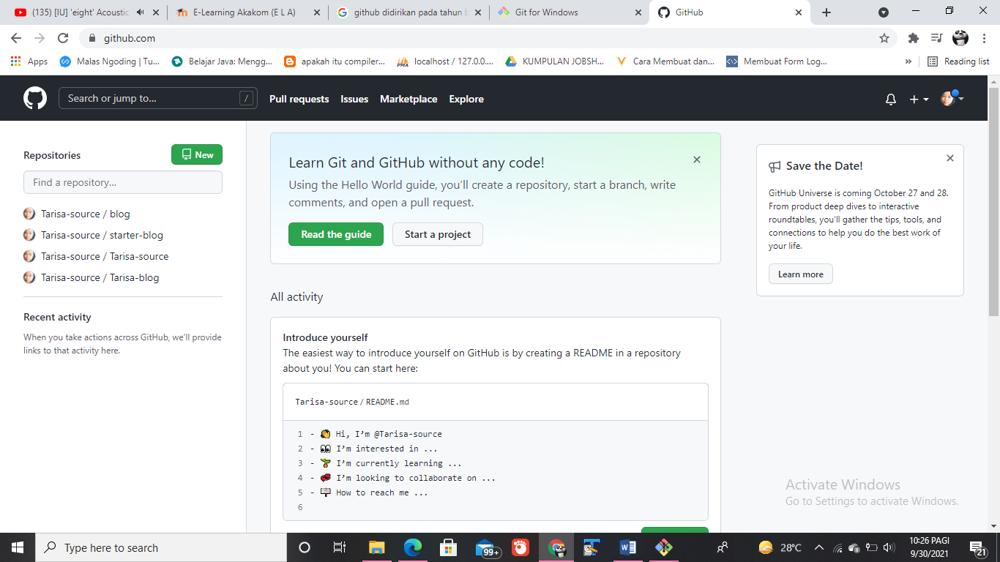 (135) [IU] 'eight' Acoustic
E-Learning Akakom (E L A)
github didirikan pada tahun b
Git for Windows
GitHub
github.com
Apps
Malas Ngoding | Tu...
Belajar Java: Mengg...
apakah itu compiler...
localhost / 127.0.0....
KUMPULAN JOBSH...
Cara Membuat dan...
Membuat Form Log...
»
Reading list
Search or jump to...
/
Pull requests
Issues
Marketplace
Explore
Repositories
New
Find a repository...
Tarisa-source / blog
Tarisa-source / starter-blog
Tarisa-source / Tarisa-source
Tarisa-source / Tarisa-blog
Recent activity
When you take actions across GitHub, we'll provide
links to that activity here.
Learn Git and GitHub without any code!
Using the Hello World guide, you'll create a repository, start a branch, write
comments, and open a pull request.
Read the guide
Start a project
All activity
Introduce yourself
The easiest way to introduce yourself on GitHub is by creating a README in a repository
about you! You can start here:
Tarisa-source / README.md
1 - 👋 Hi, I'm @Tarisa-source
2 - 👀 I'm interested in ...
3 - 🌱 I'm currently learning ...
4 - 💞️ I'm looking to collaborate on ...
5 - 📫 How to reach me ...
6
Save the Date!
GitHub Universe is coming October 27 and 28.
From product deep dives to interactive
roundtables, you'll gather the tips, tools, and
connections to help you do the best work of
your life.
Learn more
Activate Windows
Go to Settings to activate Windows.
Type here to search
99+
28°C
10:26 PAGI
9/30/2021
21